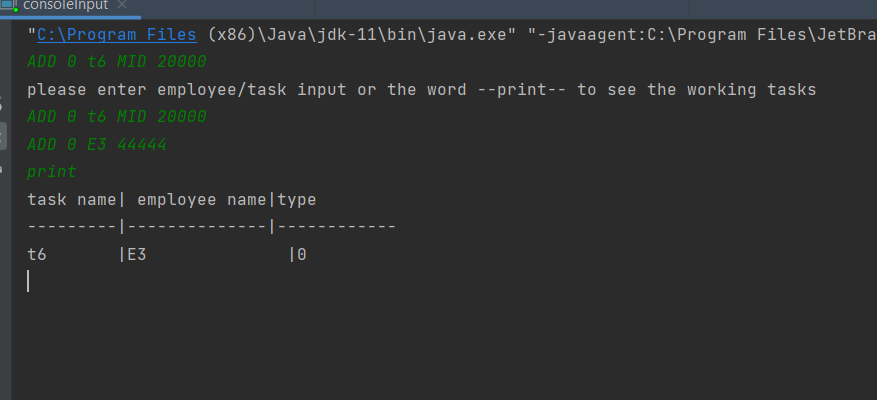 consoleInput
"C:\Program Files (x86)\Java\jdk-11\bin\java.exe" "-javaagent:C:\Program Files\JetBra
ADD 0 t6 MID 20000
please enter employee/task input or the word --print-- to see the working tasks
ADD 0 t6 MID 20000
ADD 0 E3 44444
print
task name| employee name|type
---------|--------------|------------
t6       |E3              |0